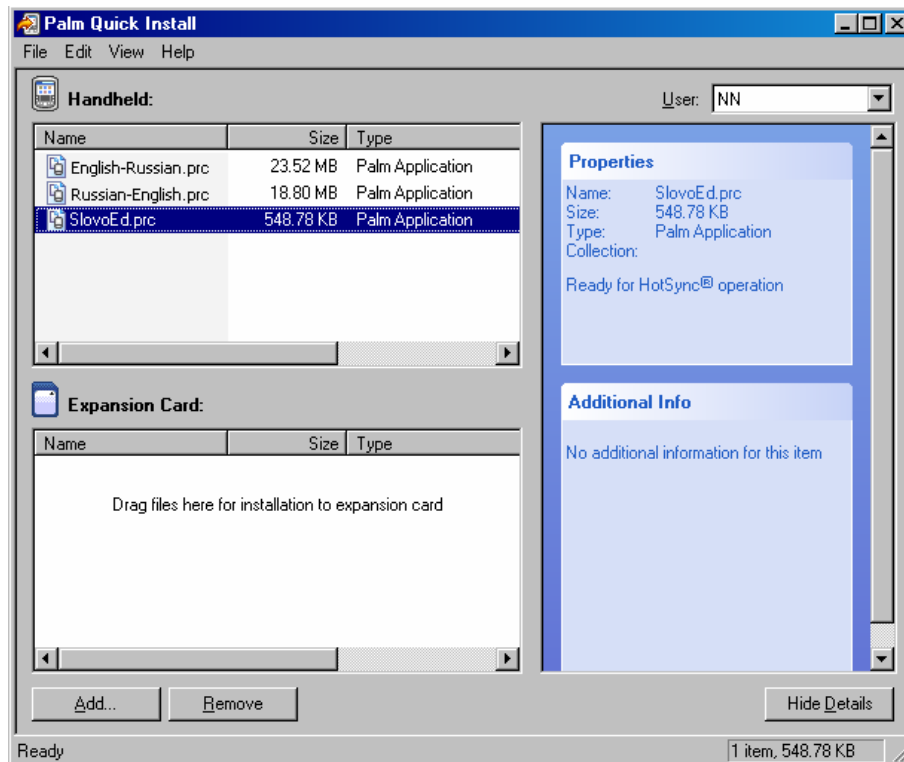 Palm Quick Install
File Edit View Help
Handheld:
User: NN
Name Size Type
English-Russian.prc 23.52 MB Palm Application
Russian-English.prc 18.80 MB Palm Application
SlovoEd.prc 548.78 KB Palm Application
Properties
Name: SlovoEd.prc
Size: 548.78 KB
Type: Palm Application
Collection:
Ready for HotSync® operation
Expansion Card:
Name Size Type
Drag files here for installation to expansion card
Additional Info
No additional information for this item
Add... Remove
Hide Details
Ready
1 item, 548.78 KB